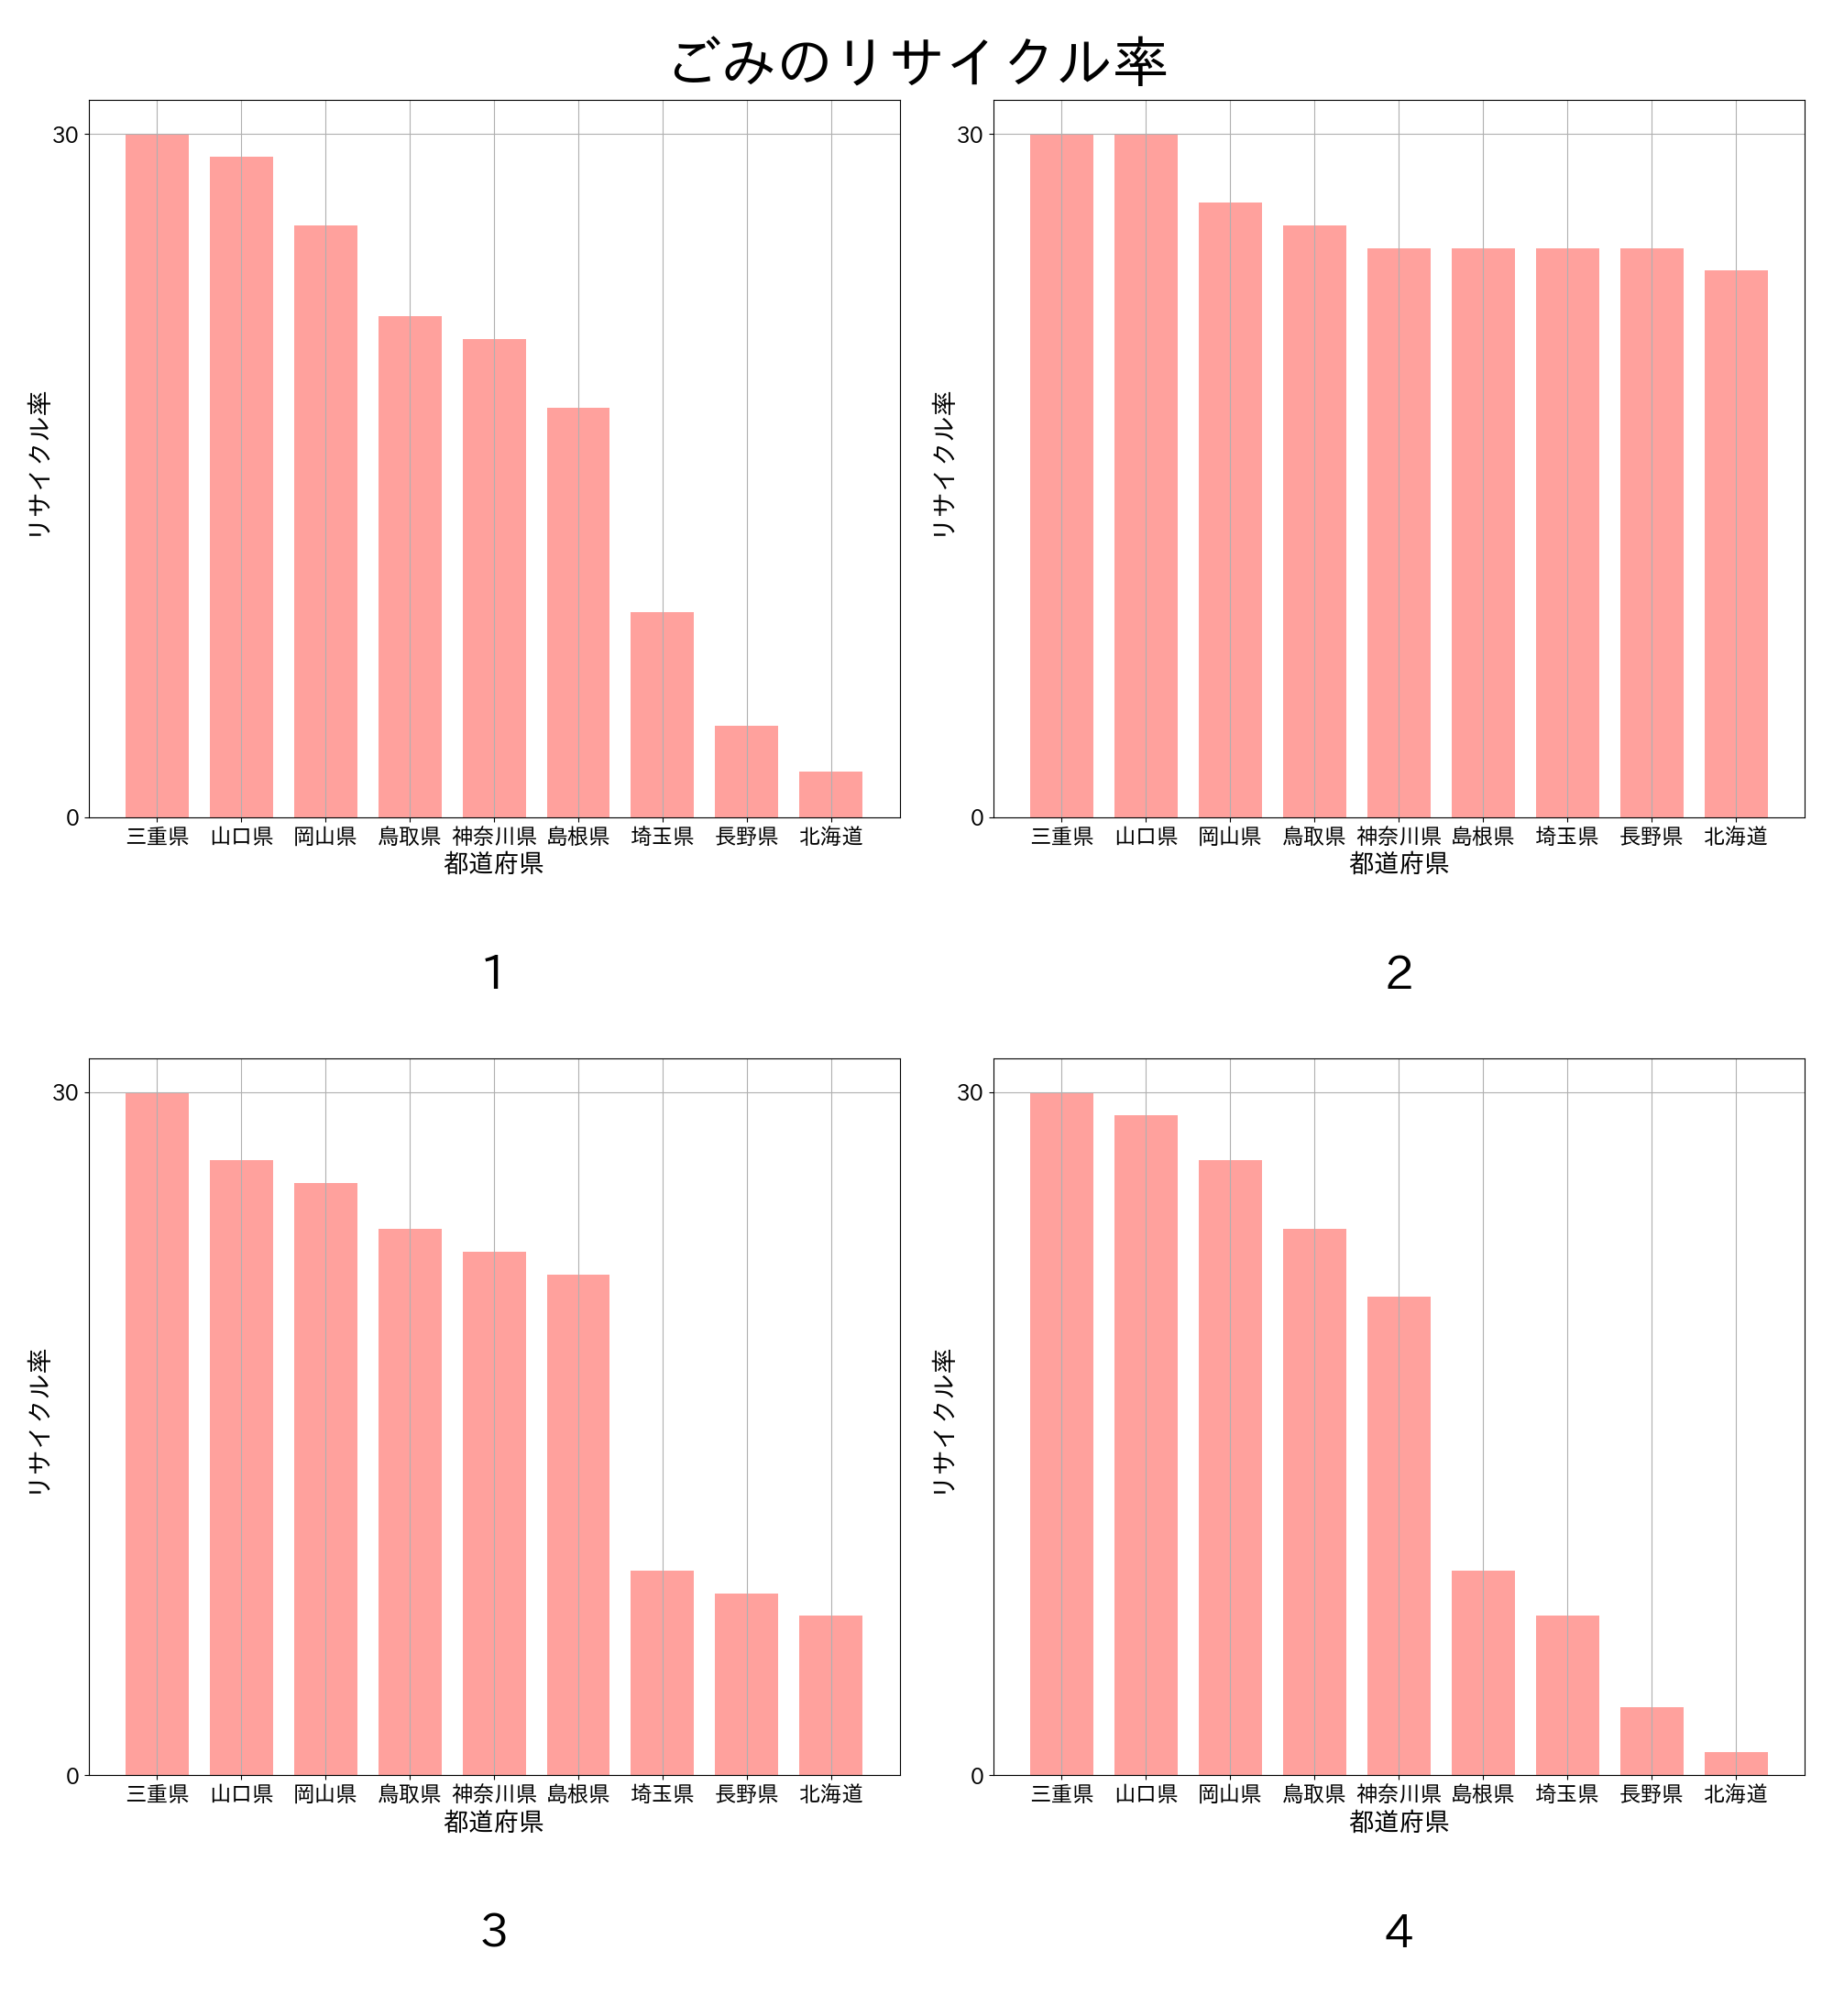 ごみのリサイクル率
30
0
リサイクル率
三重県 山口県 岡山県 鳥取県 神奈川県 島根県 埼玉県 長野県 北海道
都道府県
1
30
0
リサイクル率
三重県 山口県 岡山県 鳥取県 神奈川県 島根県 埼玉県 長野県 北海道
都道府県
2
30
0
リサイクル率
三重県 山口県 岡山県 鳥取県 神奈川県 島根県 埼玉県 長野県 北海道
都道府県
3
30
0
リサイクル率
三重県 山口県 岡山県 鳥取県 神奈川県 島根県 埼玉県 長野県 北海道
都道府県
4